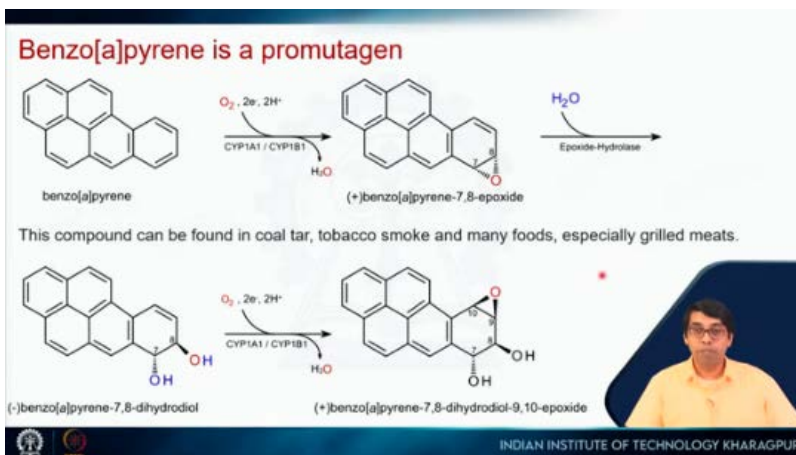 Benzo[a]pyrene is a promutagen
O₂ , 2e⁻, 2H⁺
CYP1A1 / CYP1B1
H₂O
benzo[a]pyrene
7
8
O
(+)benzo[a]pyrene-7,8-epoxide
H₂O
Epoxide-Hydrolase
This compound can be found in coal tar, tobacco smoke and many foods, especially grilled meats.
7
8
OH
OH
(-)benzo[a]pyrene-7,8-dihydrodiol
O₂ , 2e⁻, 2H⁺
CYP1A1 / CYP1B1
H₂O
O
10
9
8
7
OH
OH
(+)benzo[a]pyrene-7,8-dihydrodiol-9,10-epoxide
INDIAN INSTITUTE OF TECHNOLOGY KHARAGPUR